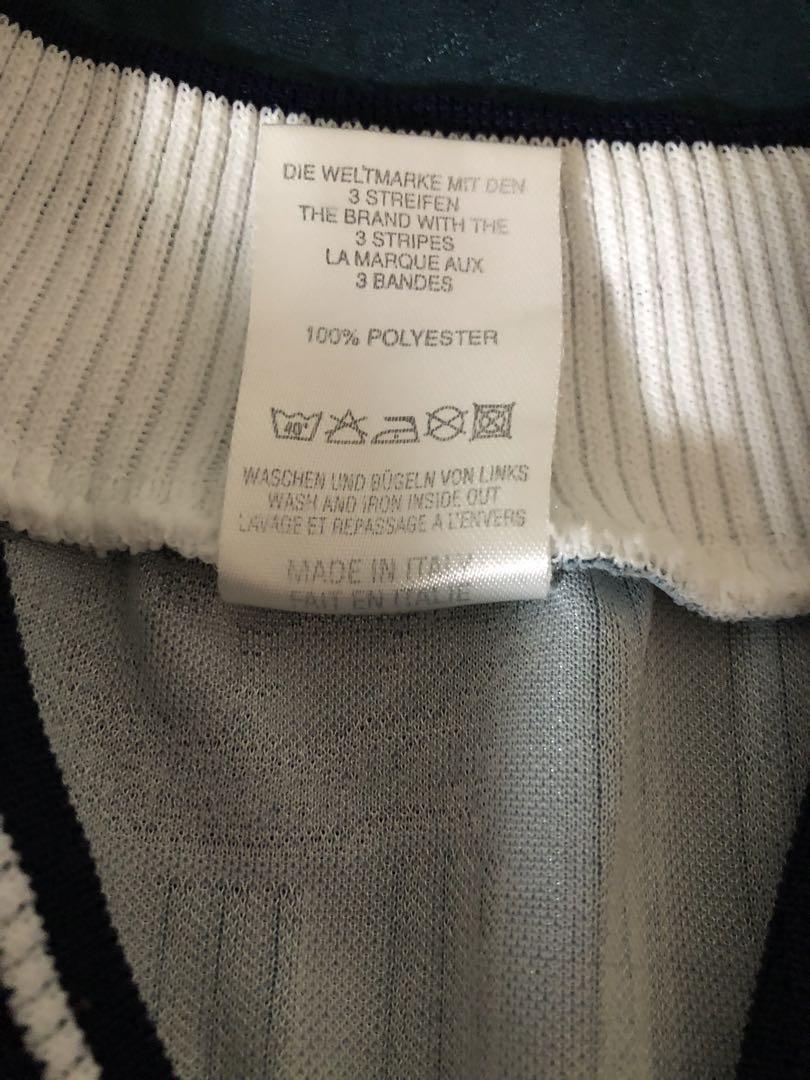 DIE WELTMARKE MIT DEN
3 STREIFEN
THE BRAND WITH THE
3 STRIPES
LA MARQUE AUX
3 BANDES
100% POLYESTER
40°
WASCHEN UND BÜGELN VON LINKS
WASH AND IRON INSIDE OUT
LAVAGE ET REPASSAGE A L'ENVERS
MADE IN ITALY
FAIT EN ITALIE